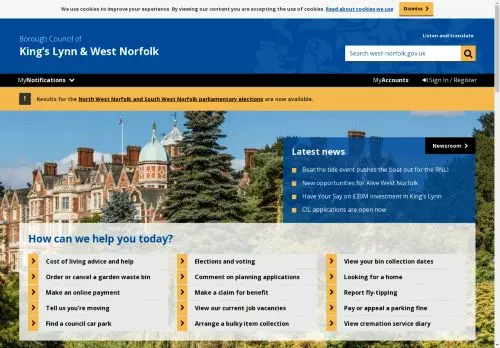 We use cookies to improve your experience. By viewing our content you are accepting the use of cookies. Read about cookies we use
Dismiss
Borough Council of
King's Lynn & West Norfolk
Listen and translate
Search west-norfolk.gov.uk
MyNotifications
MyAccounts
Sign In / Register
Results for the North West Norfolk and South West Norfolk parliamentary elections are now available.
Latest news
Newsroom
Beat the tide event pushes the boat out for the RNLI
New opportunities for Alive West Norfolk
Have Your Say on £20M Investment in King's Lynn
CIL applications are open now
How can we help you today?
Cost of living advice and help
Elections and voting
View your bin collection dates
Order or cancel a garden waste bin
Comment on planning applications
Looking for a home
Make an online payment
Make a claim for benefit
Report fly-tipping
Tell us you're moving
View our current job vacancies
Pay or appeal a parking fine
Find a council car park
Arrange a bulky item collection
View cremation service diary